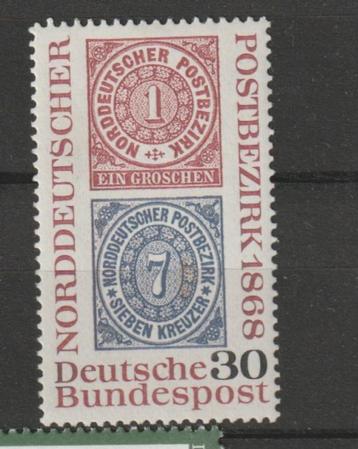 NORDDEUTSCHER
POSTBEZIRK 1868
NORDDEUTSCHER POSTBEZIRK
1
EIN GROSCHEN
NORDDEUTSCHER POSTBEZIRK
7
SIEBEN KREUZER
Deutsche 30
Bundespost